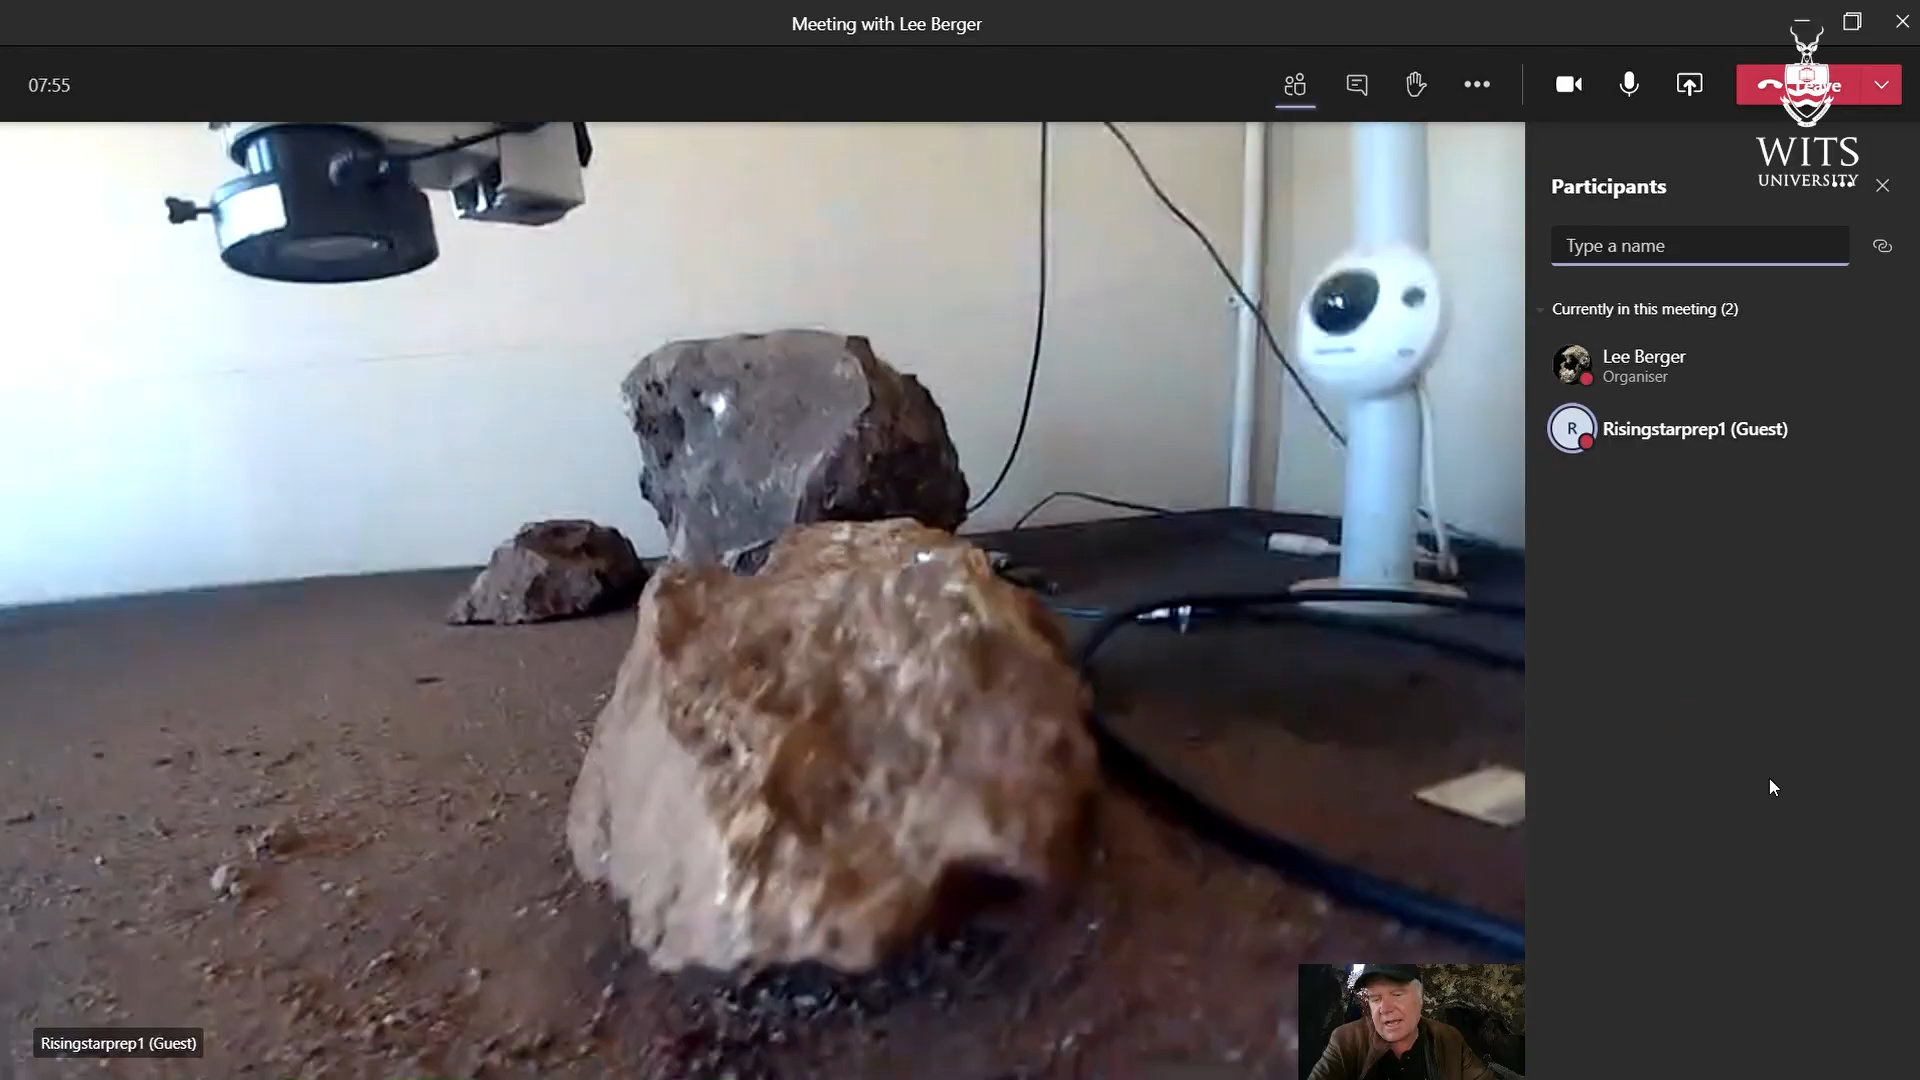 Meeting with Lee Berger
07:55
WITS
UNIVERSITY
Participants
Type a name
Currently in this meeting (2)
Lee Berger
Organiser
R
Risingstarprep1 (Guest)
Risingstarprep1 (Guest)